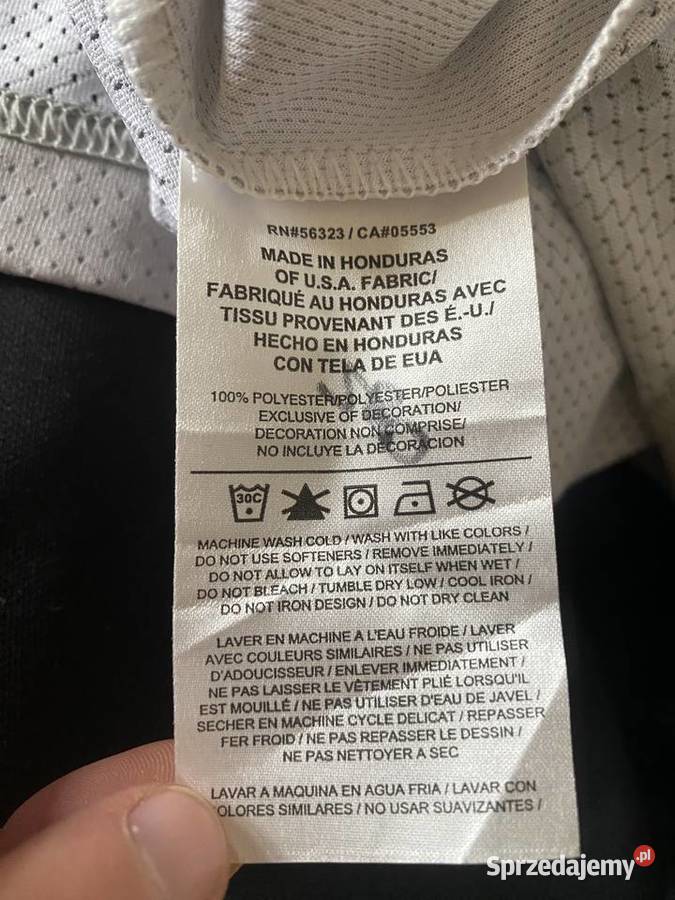 RN#56323 / CA#05553
MADE IN HONDURAS
OF U.S.A. FABRIC/
FABRIQUÉ AU HONDURAS AVEC
TISSU PROVENANT DES É.-U./
HECHO EN HONDURAS
CON TELA DE EUA
100% POLYESTER/POLYESTER/POLIESTER
EXCLUSIVE OF DECORATION/
DECORATION NON COMPRISE/
NO INCLUYE LA DECORACION
30C
MACHINE WASH COLD / WASH WITH LIKE COLORS /
DO NOT USE SOFTENERS / REMOVE IMMEDIATELY /
DO NOT ALLOW TO LAY ON ITSELF WHEN WET /
DO NOT BLEACH / TUMBLE DRY LOW / COOL IRON /
DO NOT IRON DESIGN / DO NOT DRY CLEAN
LAVER EN MACHINE A L'EAU FROIDE / LAVER
AVEC COULEURS SIMILAIRES / NE PAS UTILISER
D'ADOUCISSEUR / ENLEVER IMMEDIATEMENT /
NE PAS LAISSER LE VÊTEMENT PLIÉ LORSQU'IL
EST MOUILLÉ / NE PAS UTILISER D'EAU DE JAVEL /
SECHER EN MACHINE CYCLE DELICAT / REPASSER
FER FROID / NE PAS REPASSER LE DESSIN /
NE PAS NETTOYER A SEC
LAVAR A MAQUINA EN AGUA FRIA / LAVAR CON
OLORES SIMILARES / NO USAR SUAVIZANTES /
Sprzedajemy.pl